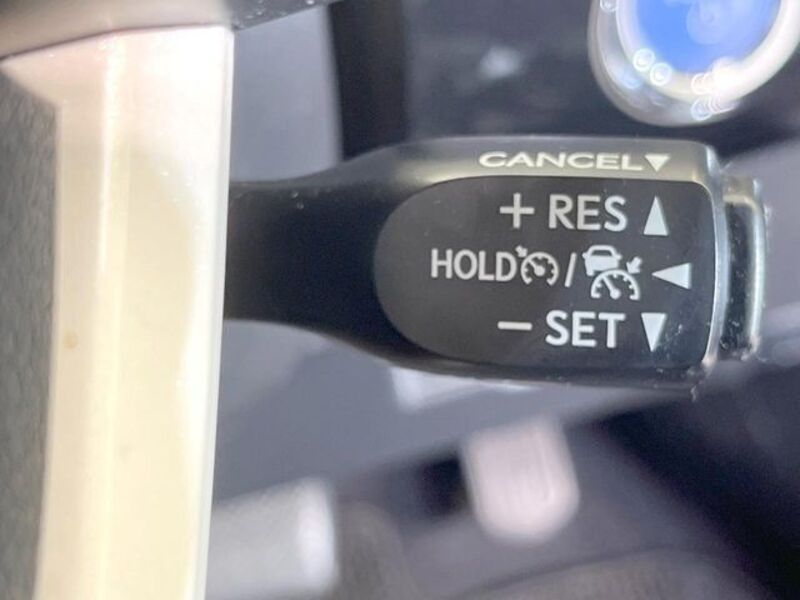 CANCEL▼
+ RES ▲
HOLD / ◀
− SET ▼